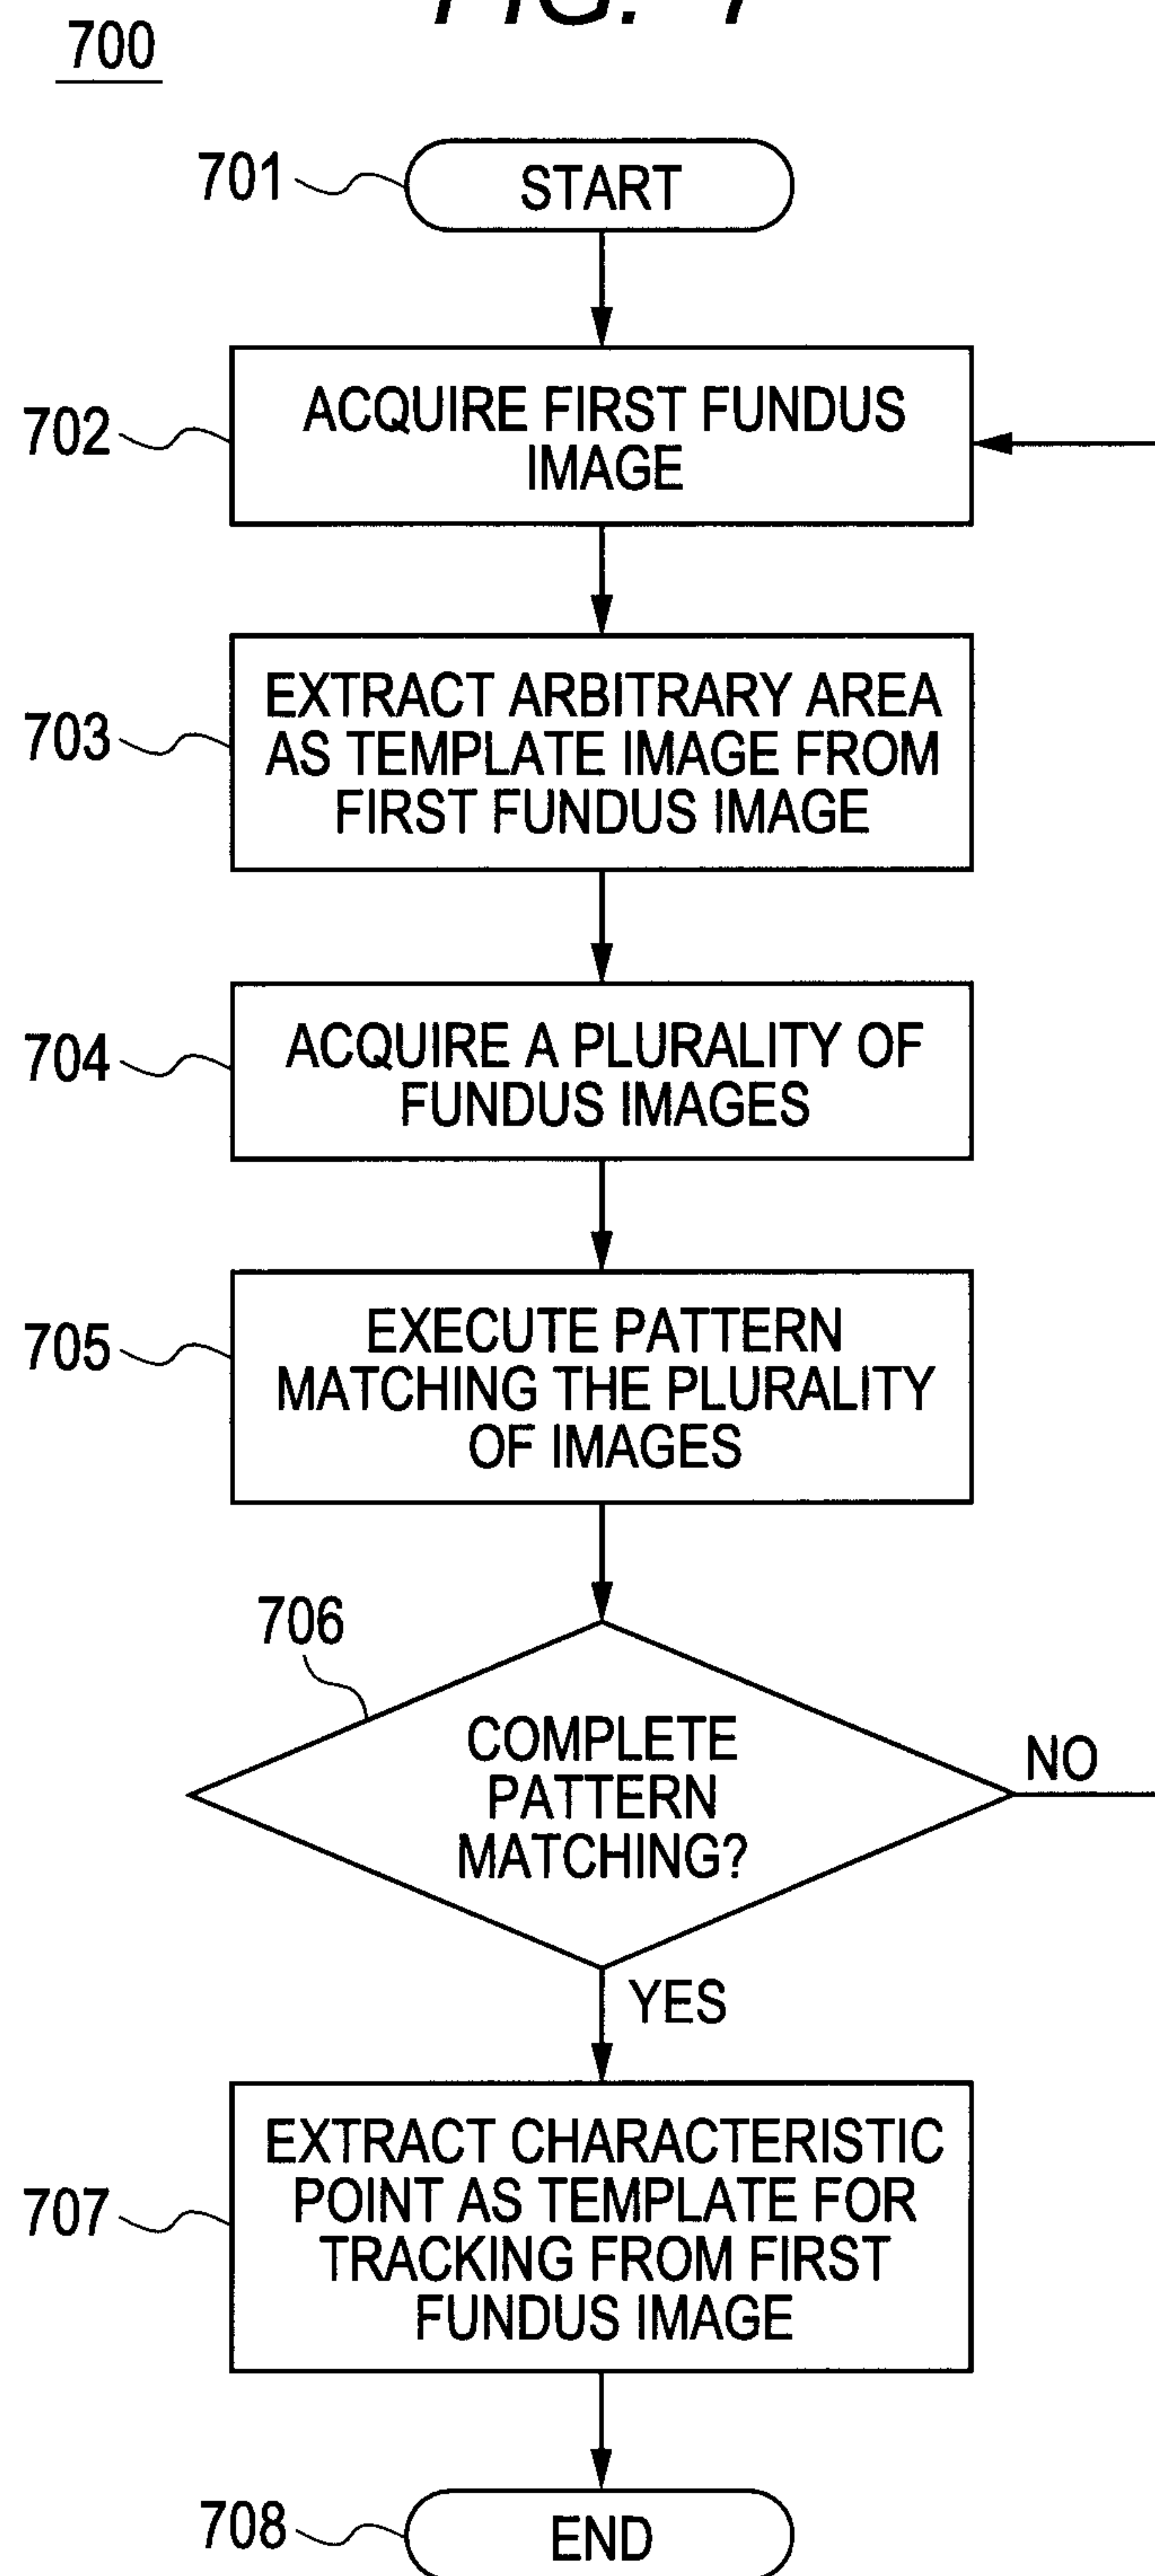 FIG. 7
700
701
START
702
ACQUIRE FIRST FUNDUS
IMAGE
703
EXTRACT ARBITRARY AREA
AS TEMPLATE IMAGE FROM
FIRST FUNDUS IMAGE
704
ACQUIRE A PLURALITY OF
FUNDUS IMAGES
705
EXECUTE PATTERN
MATCHING THE PLURALITY
OF IMAGES
706
COMPLETE
PATTERN
MATCHING?
NO
YES
707
EXTRACT CHARACTERISTIC
POINT AS TEMPLATE FOR
TRACKING FROM FIRST
FUNDUS IMAGE
708
END